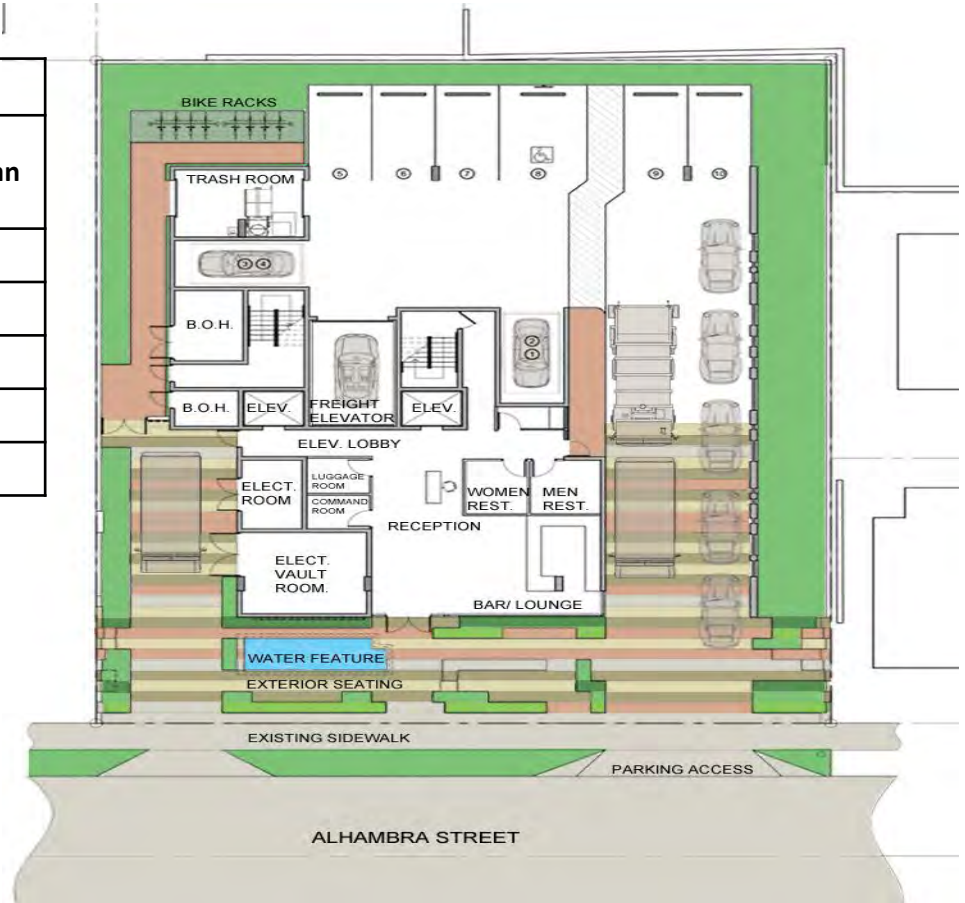 an
BIKE RACKS
TRASH ROOM
5
6
7
8
9
10
3 4
B.O.H.
2
1
B.O.H.
ELEV.
FREIGHT
ELEVATOR
ELEV.
ELEV. LOBBY
ELECT.
ROOM
LUGGAGE
ROOM
COMMAND
ROOM
WOMEN
REST.
MEN
REST.
RECEPTION
ELECT.
VAULT
ROOM.
BAR/ LOUNGE
WATER FEATURE
EXTERIOR SEATING
EXISTING SIDEWALK
PARKING ACCESS
ALHAMBRA STREET